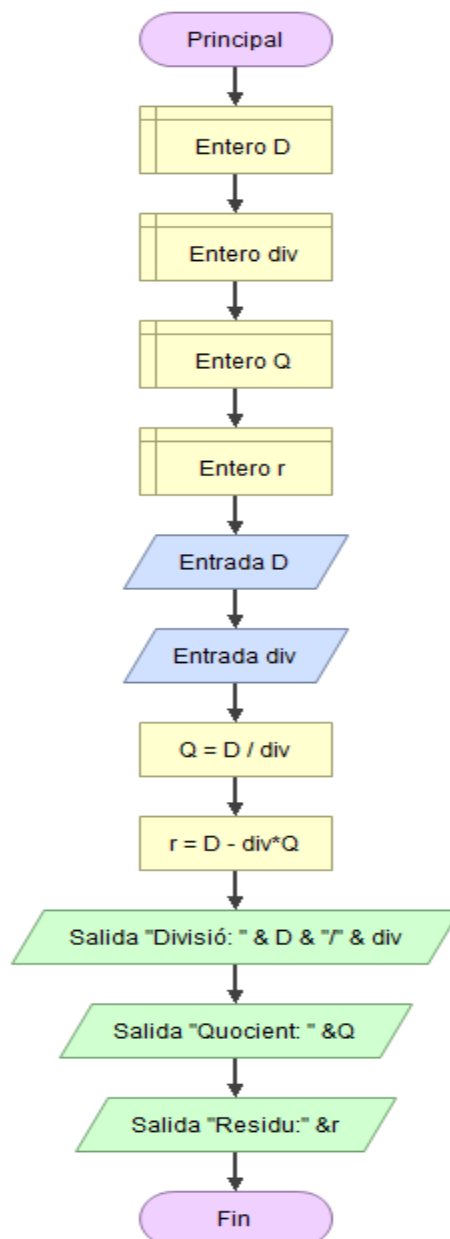 Principal
Entero D
Entero div
Entero Q
Entero r
Entrada D
Entrada div
Q = D / div
r = D - div*Q
Salida "Divisió: " & D & "/" & div
Salida "Quocient: " &Q
Salida "Residu:" &r
Fin